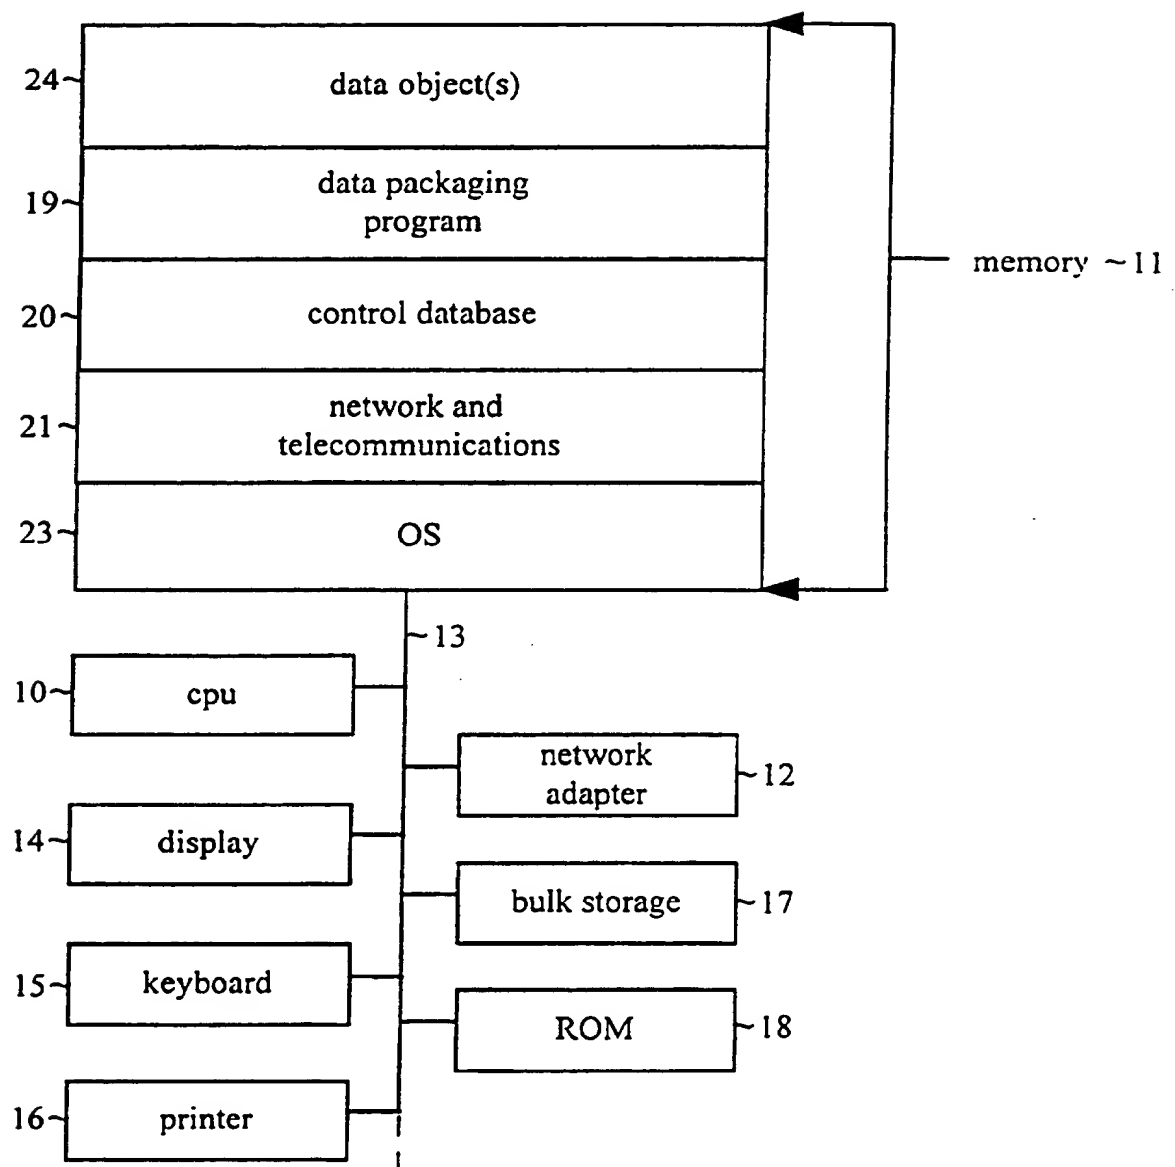 24~ data object(s)
19~ data packaging
program
memory ~11
20~ control database
21~ network and
telecommunications
23~ OS
~13
10~ cpu
network
adapter ~12
14~ display
bulk storage ~17
15~ keyboard
ROM ~18
16~ printer